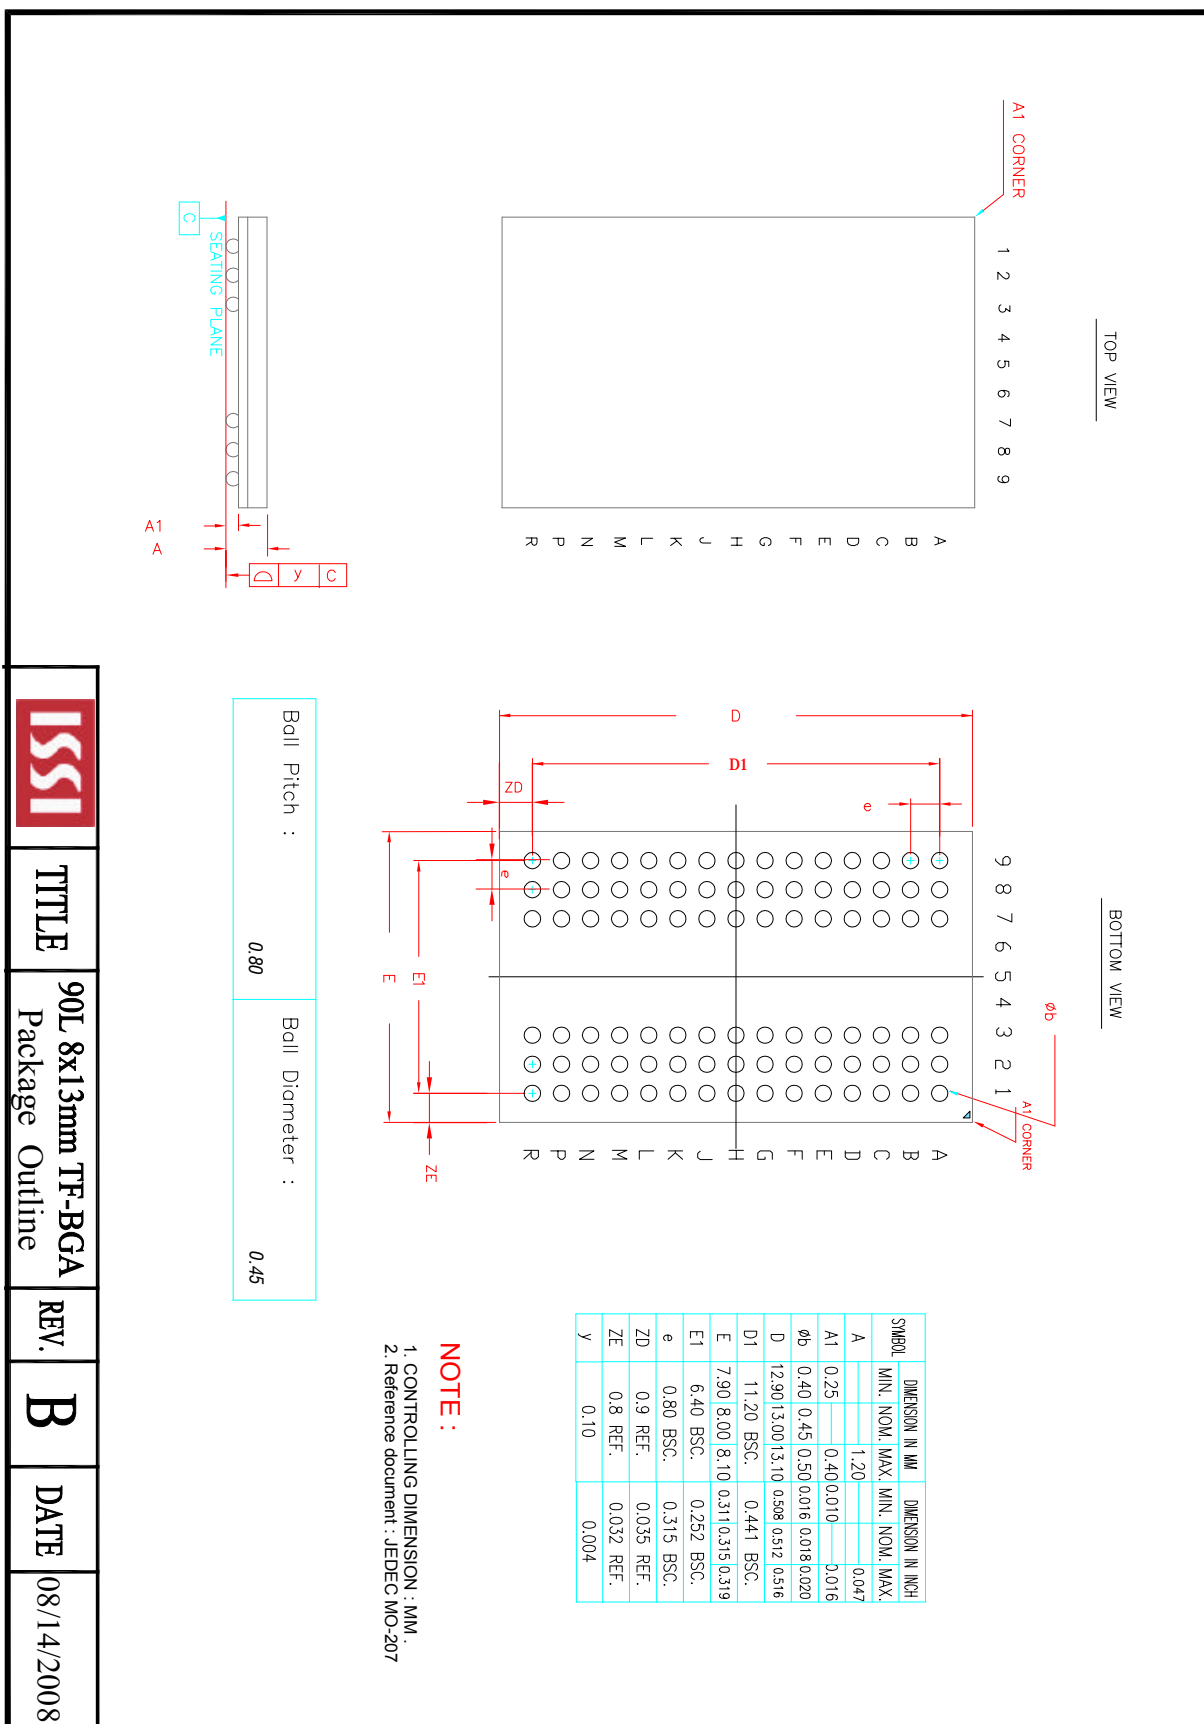 TOP VIEW
A1 CORNER
1 2 3 4 5 6 7 8 9
A
B
C
D
E
F
G
H
J
K
L
M
N
P
R
SEATING PLANE
C
A1
A
y C
BOTTOM VIEW
Øb
A1 CORNER
9 8 7 6 5 4 3 2 1
A
B
C
D
E
F
G
H
J
K
L
M
N
P
R
e
D
D1
ZD
e
E1
E
ZE
SYMBOL DIMENSION IN MM DIMENSION IN INCH
MIN. NOM. MAX. MIN. NOM. MAX.
A 1.20 0.047
A1 0.25 0.40 0.010 0.016
Øb 0.40 0.45 0.50 0.016 0.018 0.020
D 12.90 13.00 13.10 0.508 0.512 0.516
D1 11.20 BSC. 0.441 BSC.
E 7.90 8.00 8.10 0.311 0.315 0.319
E1 6.40 BSC. 0.252 BSC.
e 0.80 BSC. 0.315 BSC.
ZD 0.9 REF. 0.035 REF.
ZE 0.8 REF. 0.032 REF.
y 0.10 0.004
NOTE :
1. CONTROLLING DIMENSION : MM .
2. Reference document : JEDEC MO-207
Ball Pitch :
0.80
Ball Diameter :
0.45
ISSI
TITLE
90L 8x13mm TF-BGA
Package Outline
REV.
B
DATE
08/14/2008